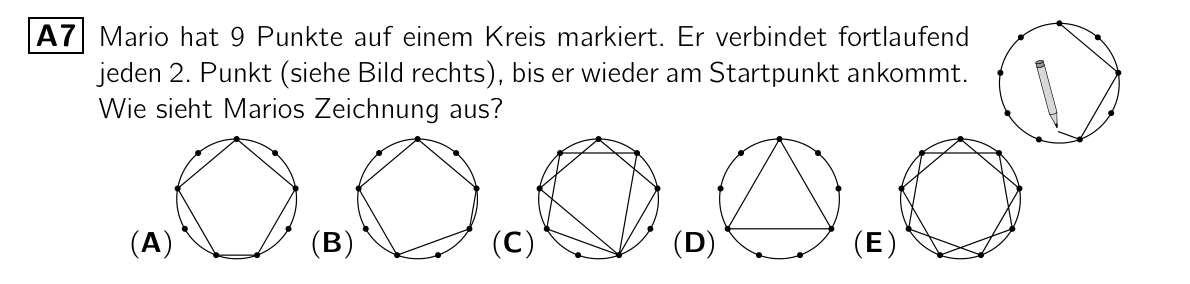 A7 Mario hat 9 Punkte auf einem Kreis markiert. Er verbindet fortlaufend
jeden 2. Punkt (siehe Bild rechts), bis er wieder am Startpunkt ankommt.
Wie sieht Marios Zeichnung aus?
(A) (B) (C) (D) (E)